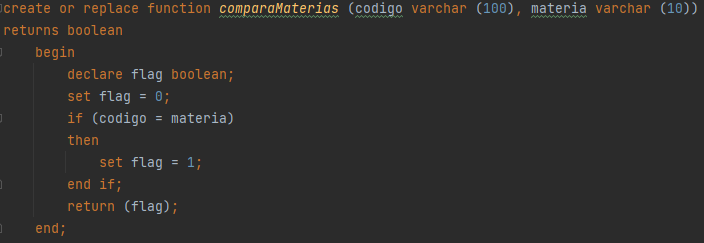 create or replace function comparaMaterias (codigo varchar (100), materia varchar (10))
returns boolean
begin
declare flag boolean;
set flag = 0;
if (codigo = materia)
then
set flag = 1;
end if;
return (flag);
end;